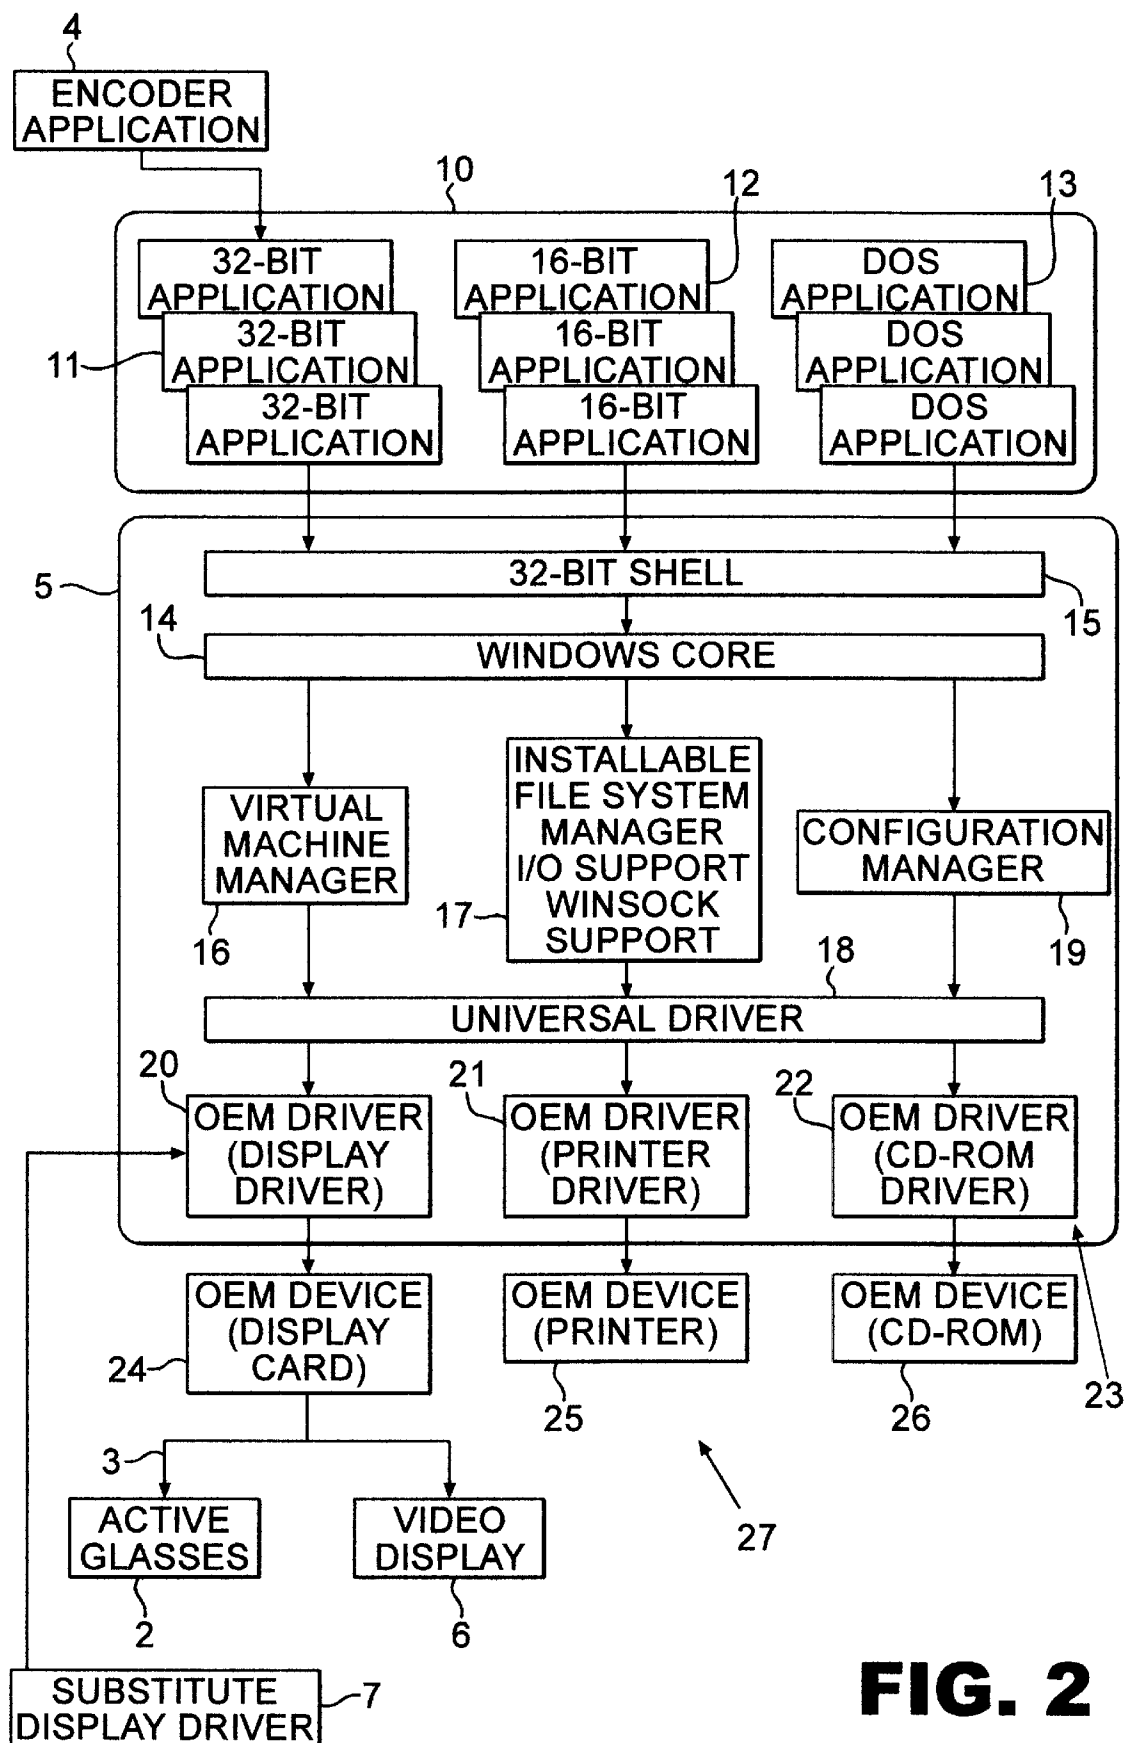 4
ENCODER
APPLICATION
10
12
13
32-BIT
APPLICATION
16-BIT
APPLICATION
DOS
APPLICATION
11
32-BIT
APPLICATION
16-BIT
APPLICATION
DOS
APPLICATION
32-BIT
APPLICATION
16-BIT
APPLICATION
DOS
APPLICATION
5
32-BIT SHELL
15
14
WINDOWS CORE
VIRTUAL
MACHINE
MANAGER
16
INSTALLABLE
FILE SYSTEM
MANAGER
I/O SUPPORT
WINSOCK
SUPPORT
17
CONFIGURATION
MANAGER
19
18
UNIVERSAL DRIVER
20
OEM DRIVER
(DISPLAY
DRIVER)
21
OEM DRIVER
(PRINTER
DRIVER)
22
OEM DRIVER
(CD-ROM
DRIVER)
23
OEM DEVICE
(DISPLAY
CARD)
24
OEM DEVICE
(PRINTER)
25
OEM DEVICE
(CD-ROM)
26
3
ACTIVE
GLASSES
2
VIDEO
DISPLAY
6
27
SUBSTITUTE
DISPLAY DRIVER
7
FIG. 2